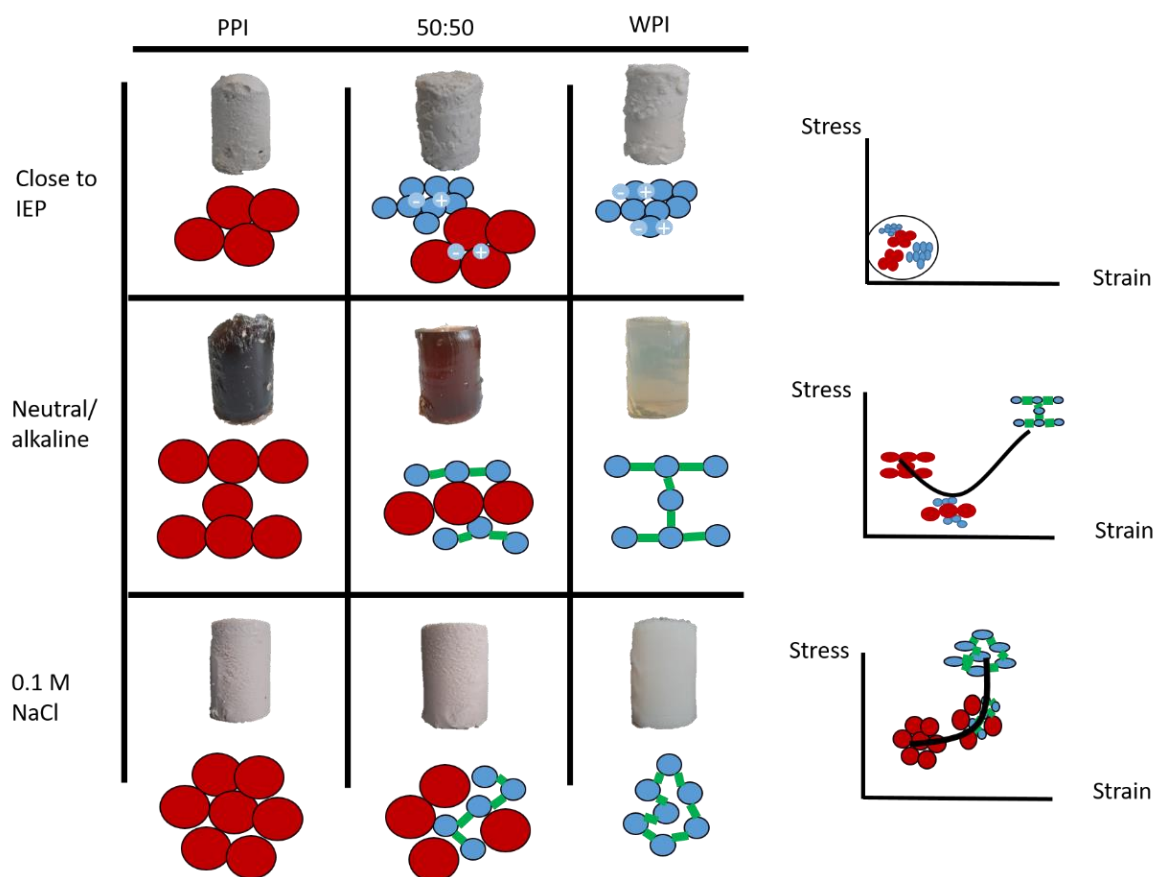 PPI
50:50
WPI
Close to
IEP
- +
- +
- +
- +
Stress
Strain
Neutral/
alkaline
Stress
Strain
0.1 M
NaCl
Stress
Strain